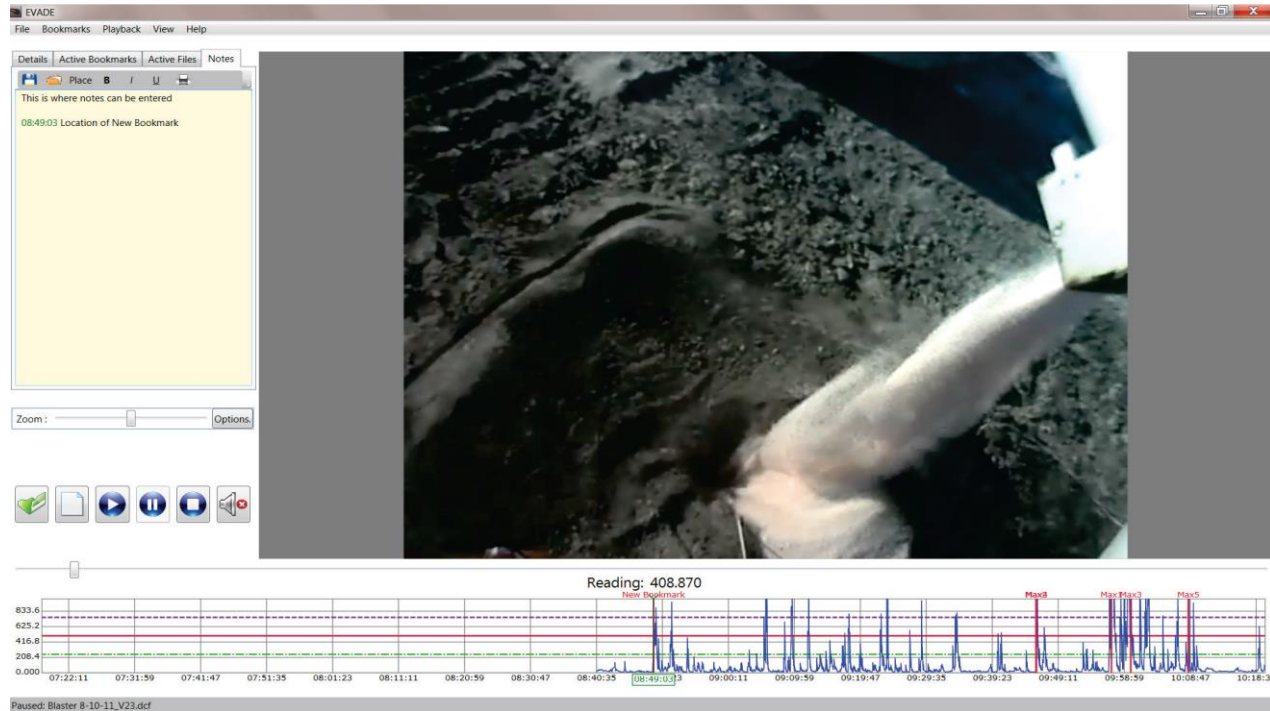 EVADE
File Bookmarks Playback View Help
Details Active Bookmarks Active Files Notes
Place B I U
This is where notes can be entered
08:49:03 Location of New Bookmark
Zoom : Options.
Reading: 408.870
New Bookmark Max3 Max5
833.6
625.2
416.8
208.4
0.000
07:22:11 07:31:59 07:41:47 07:51:35 08:01:23 08:11:11 08:20:59 08:30:47 08:40:35 08:49:03 09:00:11 09:09:59 09:19:47 09:29:35 09:39:23 09:49:11 09:58:59 10:08:47 10:18:3
Paused: Blaster 8-10-11_V23.dcf